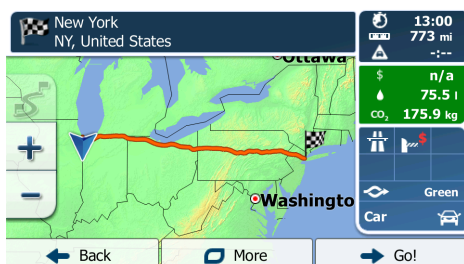 New York
NY, United States
13:00
773 mi
-:--
$ n/a
75.5 l
CO₂ 175.9 kg
Ottawa
+
$
−
Washingto
Green
Car
Back
More
Go!